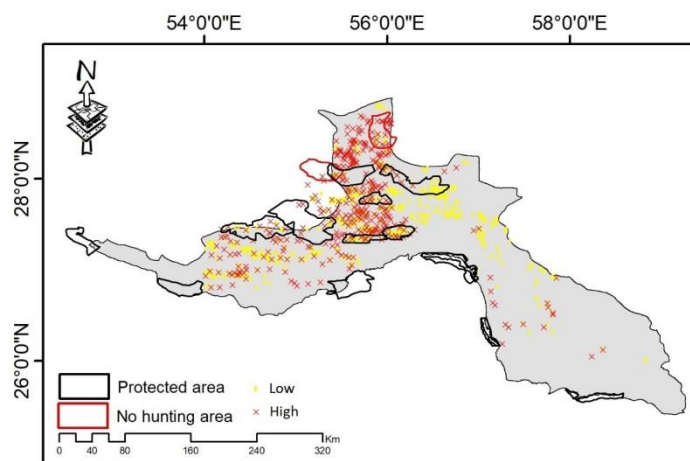 54°0'0"E 56°0'0"E 58°0'0"E
N
28°0'0"N
26°0'0"N
Protected area
Low
No hunting area
High
0 40 80 160 240 320 Km